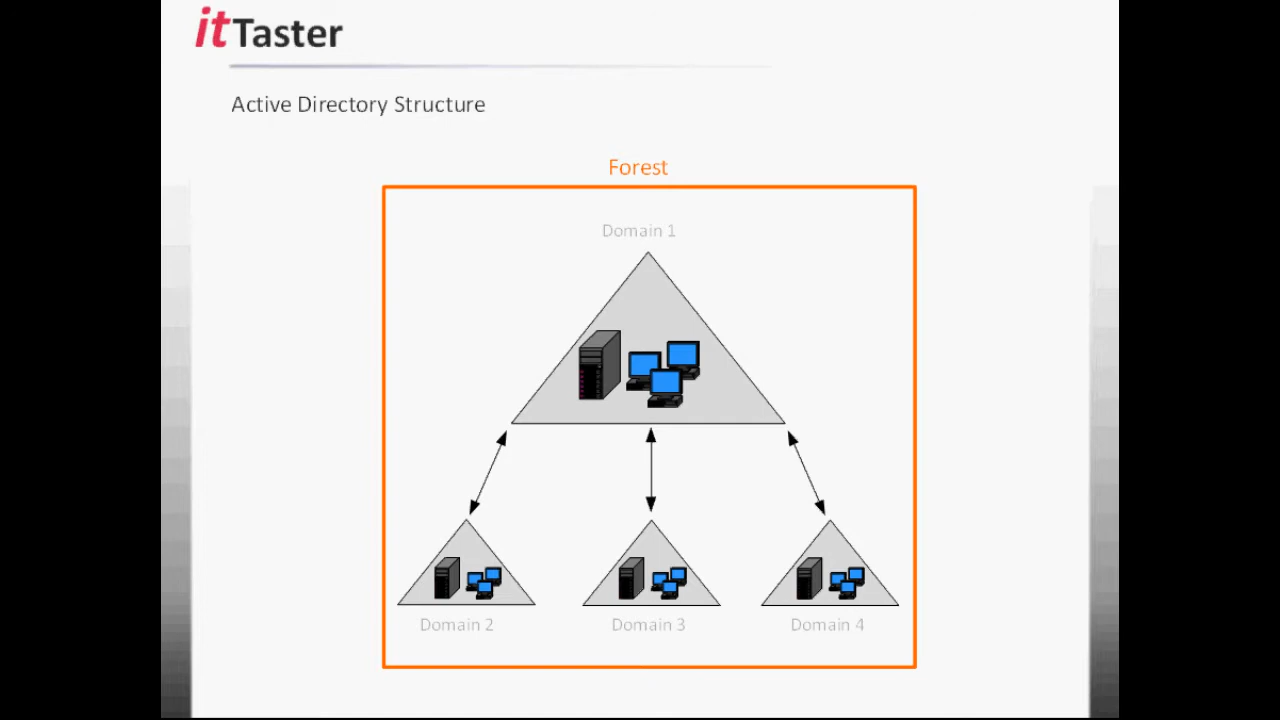 itTaster
Active Directory Structure
Forest
Domain 1
Domain 2
Domain 3
Domain 4